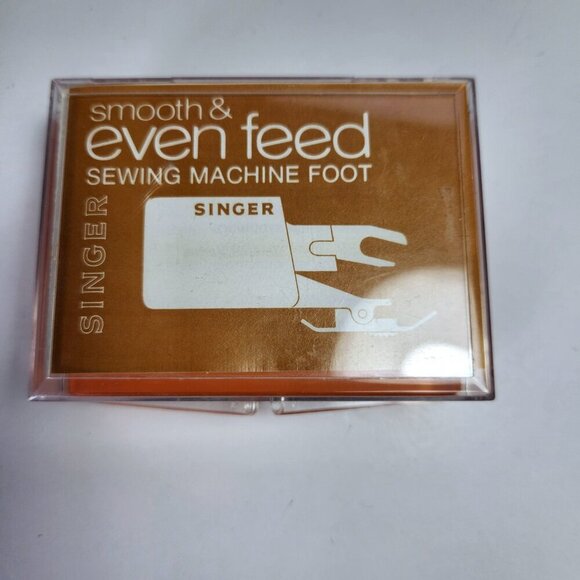 smooth &
even feed
SEWING MACHINE FOOT
SINGER
SINGER